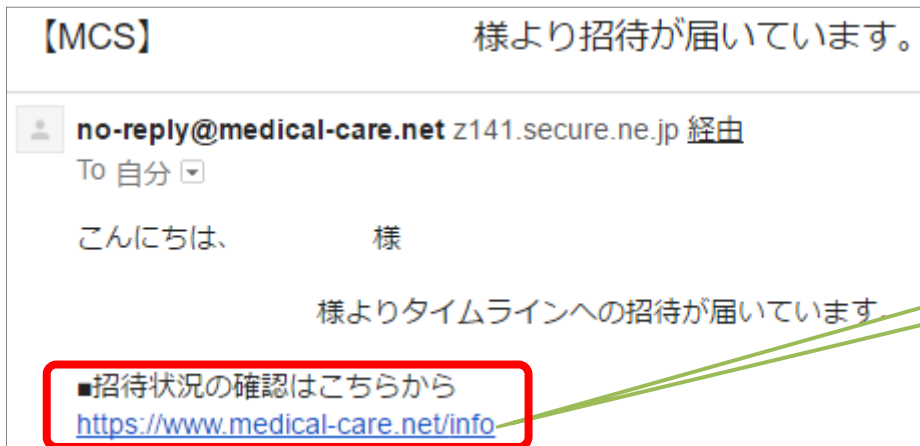 【MCS】 様より招待が届いています。
no-reply@medical-care.net z141.secure.ne.jp 経由
To 自分
こんにちは、 様
様よりタイムラインへの招待が届いています。
■招待状況の確認はこちらから
https://www.medical-care.net/info